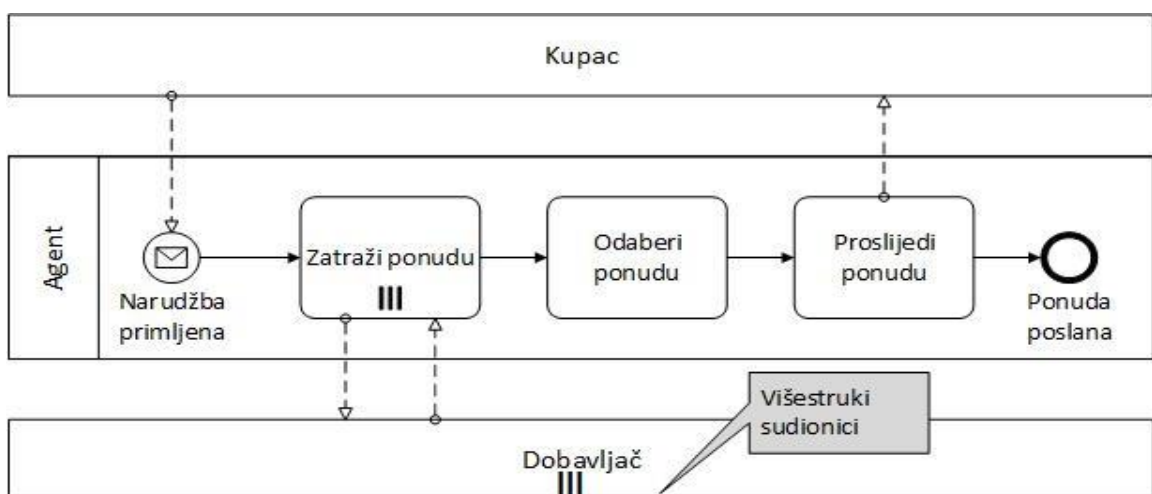 Kupac
Agent
Narudžba
primljena
Zatraži ponudu
Odaberi
ponudu
Proslijedi
ponudu
Ponuda
poslana
Višestruki
sudionici
Dobavljač